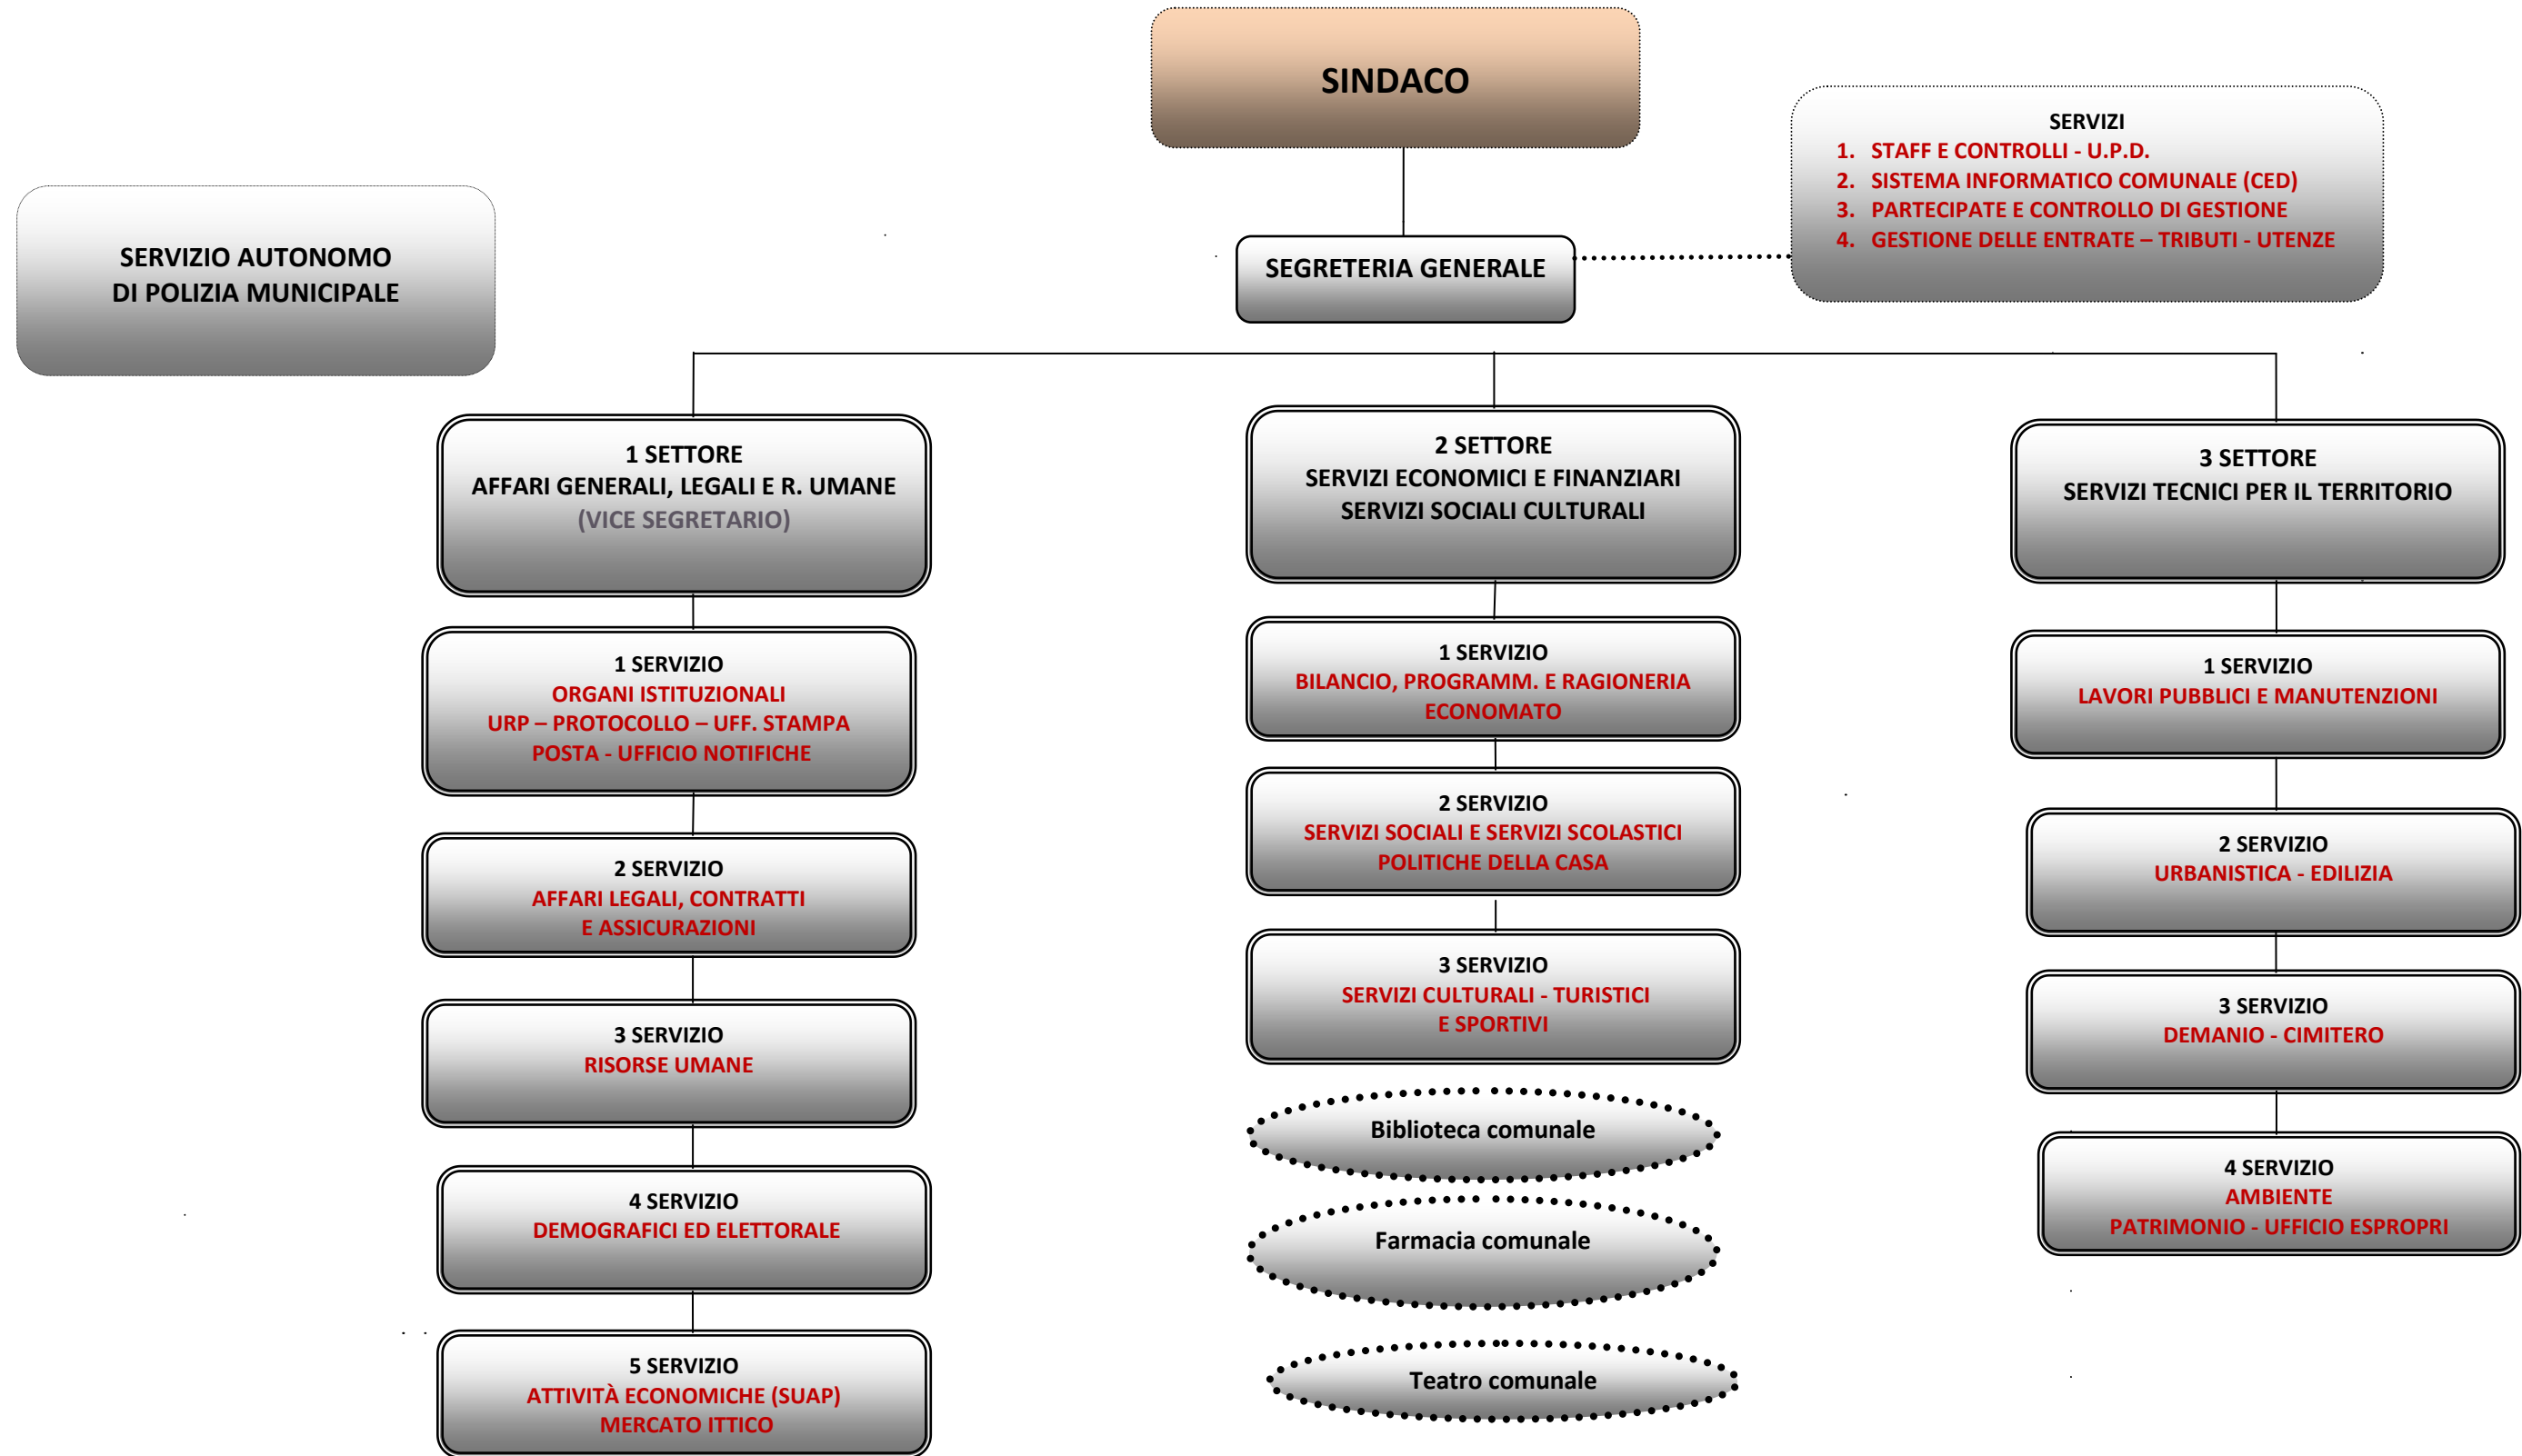 SINDACO
SERVIZI
1. STAFF E CONTROLLI - U.P.D.
2. SISTEMA INFORMATICO COMUNALE (CED)
3. PARTECIPATE E CONTROLLO DI GESTIONE
4. GESTIONE DELLE ENTRATE – TRIBUTI - UTENZE
SERVIZIO AUTONOMO
DI POLIZIA MUNICIPALE
SEGRETERIA GENERALE
1 SETTORE
AFFARI GENERALI, LEGALI E R. UMANE
(VICE SEGRETARIO)
1 SERVIZIO
ORGANI ISTITUZIONALI
URP – PROTOCOLLO – UFF. STAMPA
POSTA - UFFICIO NOTIFICHE
2 SERVIZIO
AFFARI LEGALI, CONTRATTI
E ASSICURAZIONI
3 SERVIZIO
RISORSE UMANE
4 SERVIZIO
DEMOGRAFICI ED ELETTORALE
5 SERVIZIO
ATTIVITÀ ECONOMICHE (SUAP)
MERCATO ITTICO
2 SETTORE
SERVIZI ECONOMICI E FINANZIARI
SERVIZI SOCIALI CULTURALI
1 SERVIZIO
BILANCIO, PROGRAMM. E RAGIONERIA
ECONOMATO
2 SERVIZIO
SERVIZI SOCIALI E SERVIZI SCOLASTICI
POLITICHE DELLA CASA
3 SERVIZIO
SERVIZI CULTURALI - TURISTICI
E SPORTIVI
Biblioteca comunale
Farmacia comunale
Teatro comunale
3 SETTORE
SERVIZI TECNICI PER IL TERRITORIO
1 SERVIZIO
LAVORI PUBBLICI E MANUTENZIONI
2 SERVIZIO
URBANISTICA - EDILIZIA
3 SERVIZIO
DEMANIO - CIMITERO
4 SERVIZIO
AMBIENTE
PATRIMONIO - UFFICIO ESPROPRI